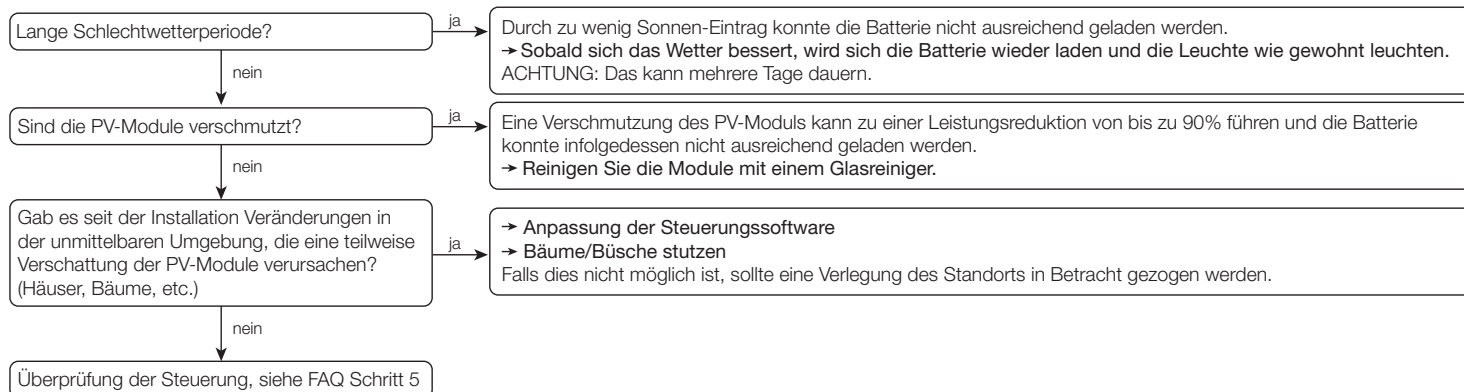 Lange Schlechtwetterperiode?
ja
Durch zu wenig Sonnen-Eintrag konnte die Batterie nicht ausreichend geladen werden.
→ Sobald sich das Wetter bessert, wird sich die Batterie wieder laden und die Leuchte wie gewohnt leuchten.
ACHTUNG: Das kann mehrere Tage dauern.
nein
Sind die PV-Module verschmutzt?
ja
Eine Verschmutzung des PV-Moduls kann zu einer Leistungsreduktion von bis zu 90% führen und die Batterie
konnte infolgedessen nicht ausreichend geladen werden.
→ Reinigen Sie die Module mit einem Glasreiniger.
nein
Gab es seit der Installation Veränderungen in
der unmittelbaren Umgebung, die eine teilweise
Verschattung der PV-Module verursachen?
(Häuser, Bäume, etc.)
ja
→ Anpassung der Steuerungssoftware
→ Bäume/Büsche stutzen
Falls dies nicht möglich ist, sollte eine Verlegung des Standorts in Betracht gezogen werden.
nein
Überprüfung der Steuerung, siehe FAQ Schritt 5